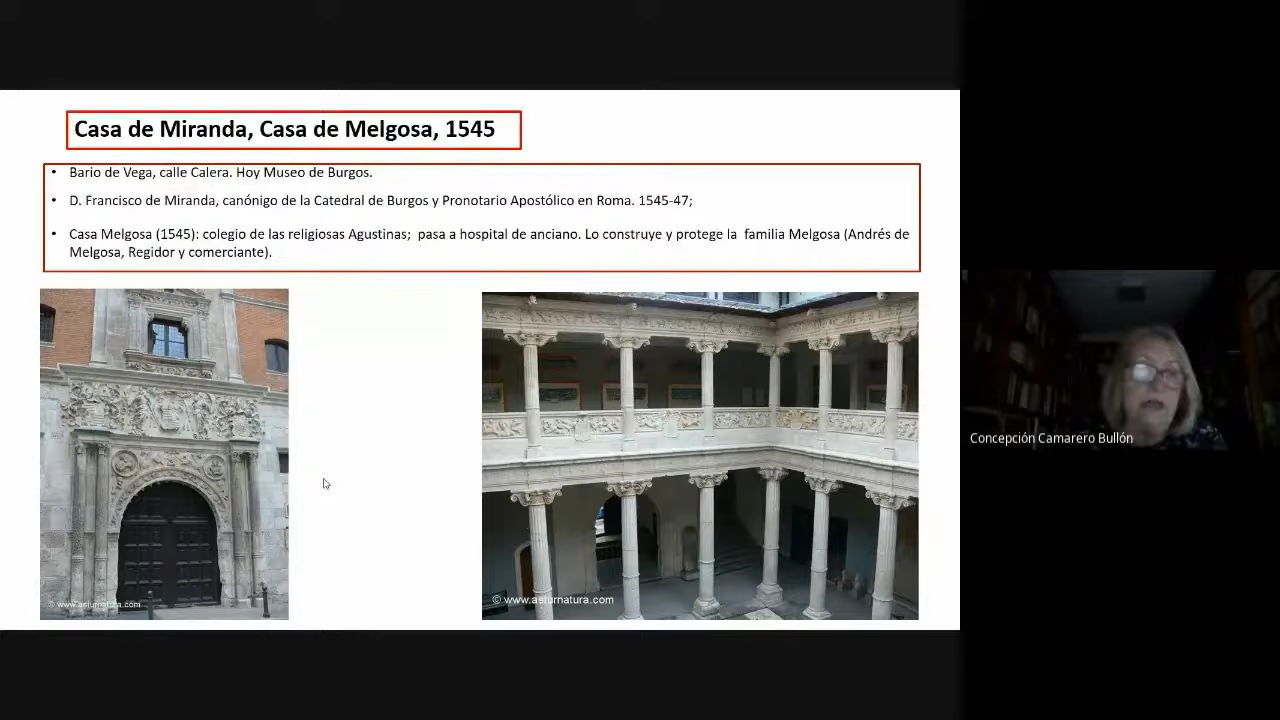 Casa de Miranda, Casa de Melgosa, 1545
• Bario de Vega, calle Calera. Hoy Museo de Burgos.
• D. Francisco de Miranda, canónigo de la Catedral de Burgos y Pronotario Apostólico en Roma. 1545-47;
• Casa Melgosa (1545): colegio de las religiosas Agustinas; pasa a hospital de anciano. Lo construye y protege la familia Melgosa (Andrés de
Melgosa, Regidor y comerciante).
© www.asturnatura.com
© www.asturnatura.com
Concepción Camarero Bullón